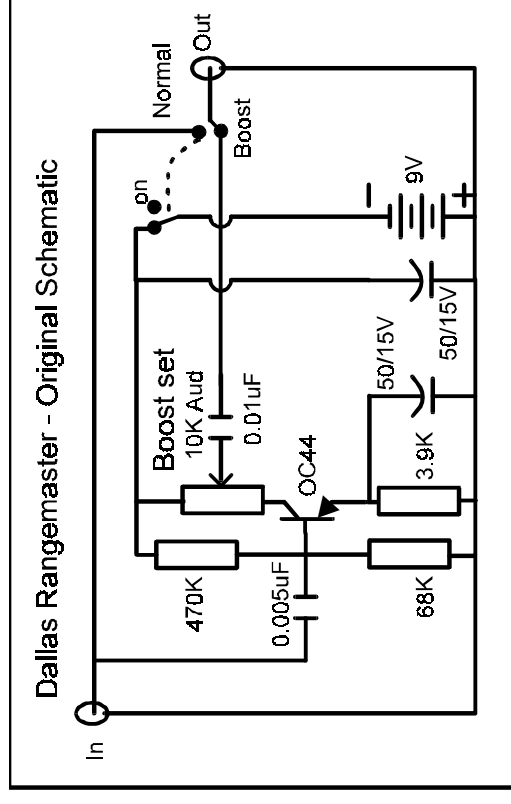 Dallas Rangemaster - Original Schematic
In
Out
Normal
Boost
on
Boost set
10K Aud
0.01uF
470K
0.005uF
OC44
68K
3.9K
50/15V
50/15V
9V
–
+